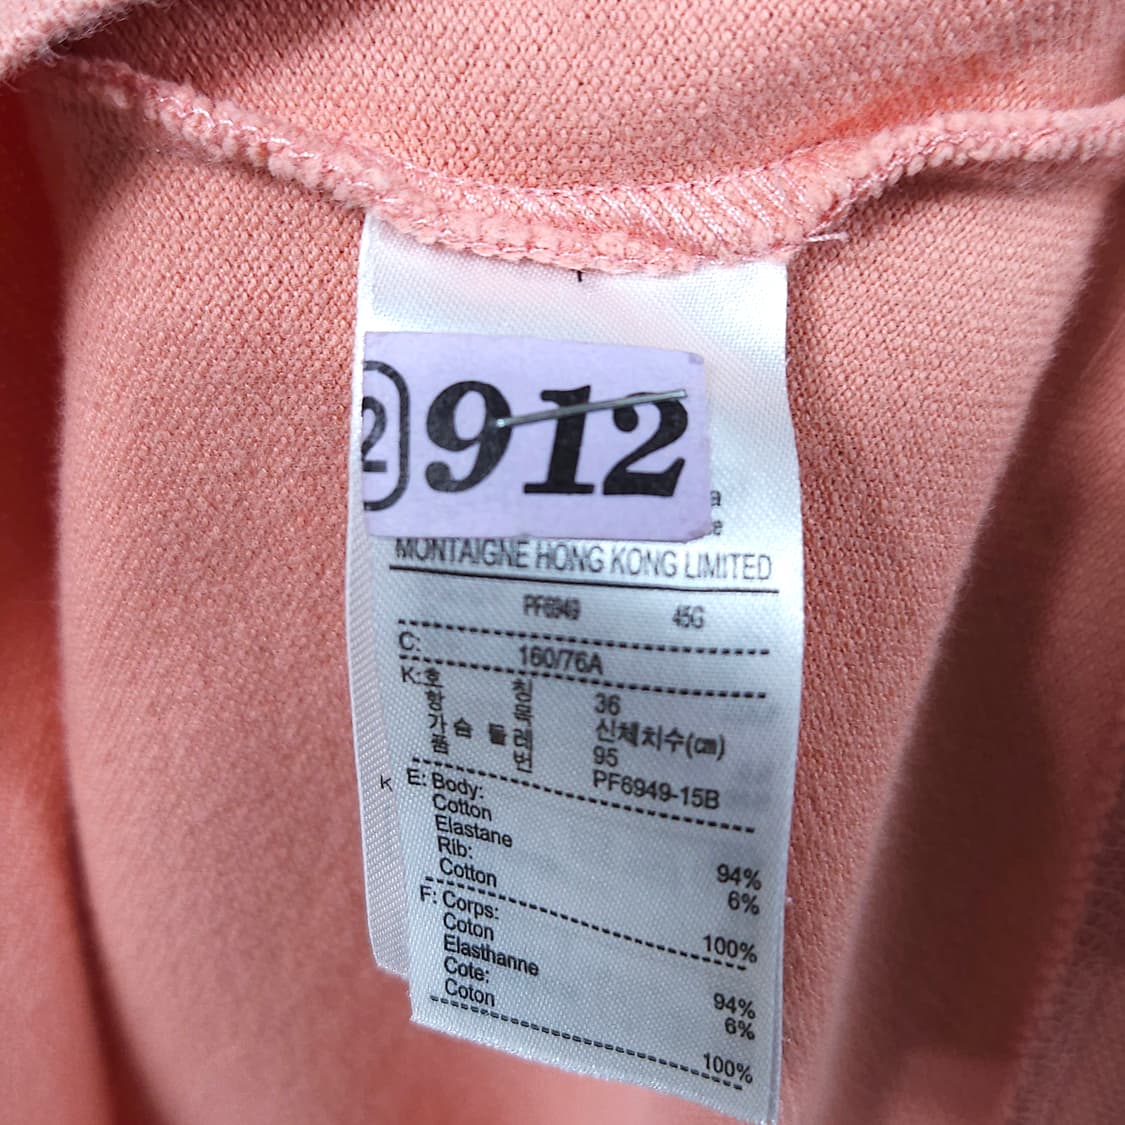 2 912
a
e
MONTAIGNE HONG KONG LIMITED
PF6949 45G
C: 160/76A
K: 호 칭 36
항 목 신체치수(cm)
가 슴 둘 레 95
품 번 PF6949-15B
K
E: Body:
Cotton 94%
Elastane 6%
Rib:
Cotton 100%
F: Corps:
Coton 94%
Elasthanne 6%
Cote:
Coton 100%